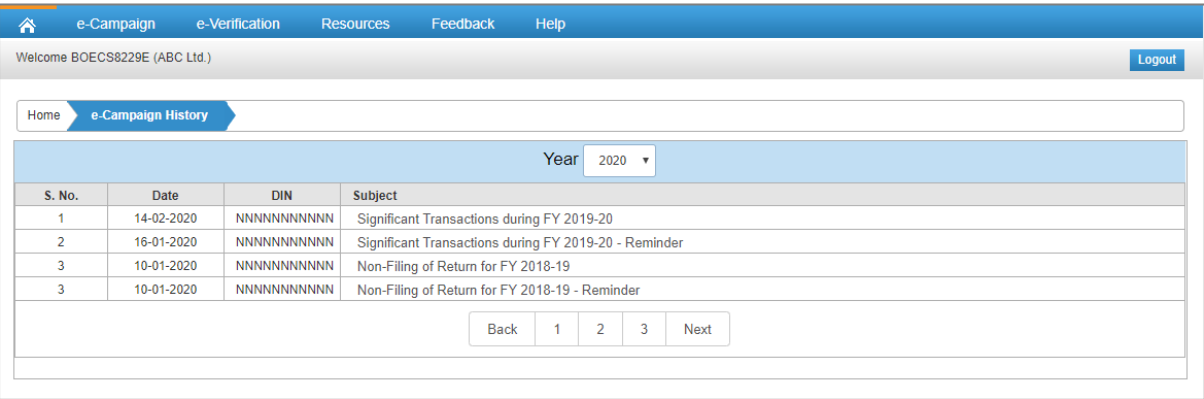 e-Campaign e-Verification Resources Feedback Help
Welcome BOECS8229E (ABC Ltd.) Logout
Home e-Campaign History
Year 2020
S. No. Date DIN Subject
1 14-02-2020 NNNNNNNNNNN Significant Transactions during FY 2019-20
2 16-01-2020 NNNNNNNNNNN Significant Transactions during FY 2019-20 - Reminder
3 10-01-2020 NNNNNNNNNNN Non-Filing of Return for FY 2018-19
3 10-01-2020 NNNNNNNNNNN Non-Filing of Return for FY 2018-19 - Reminder
Back 1 2 3 Next